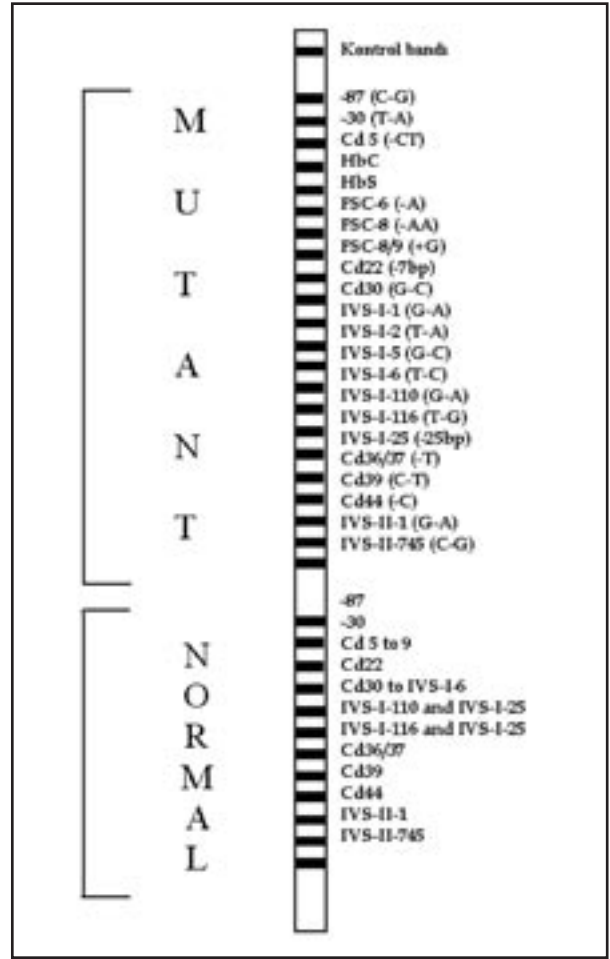 Kontrol bandı
MUTANT
-87 (C-G)
-30 (T-A)
Cd 5 (-CT)
HbC
HbS
FSC-6 (-A)
FSC-8 (-AA)
FSC-8/9 (+G)
Cd22 (-7bp)
Cd30 (G-C)
IVS-I-1 (G-A)
IVS-I-2 (T-A)
IVS-I-5 (G-C)
IVS-I-6 (T-C)
IVS-I-110 (G-A)
IVS-I-116 (T-G)
IVS-I-25 (-25bp)
Cd36/37 (-T)
Cd39 (C-T)
Cd44 (-C)
IVS-II-1 (G-A)
IVS-II-745 (C-G)
NORMAL
-87
-30
Cd 5 to 9
Cd22
Cd30 to IVS-I-6
IVS-I-110 and IVS-I-25
IVS-I-116 and IVS-I-25
Cd36/37
Cd39
Cd44
IVS-II-1
IVS-II-745